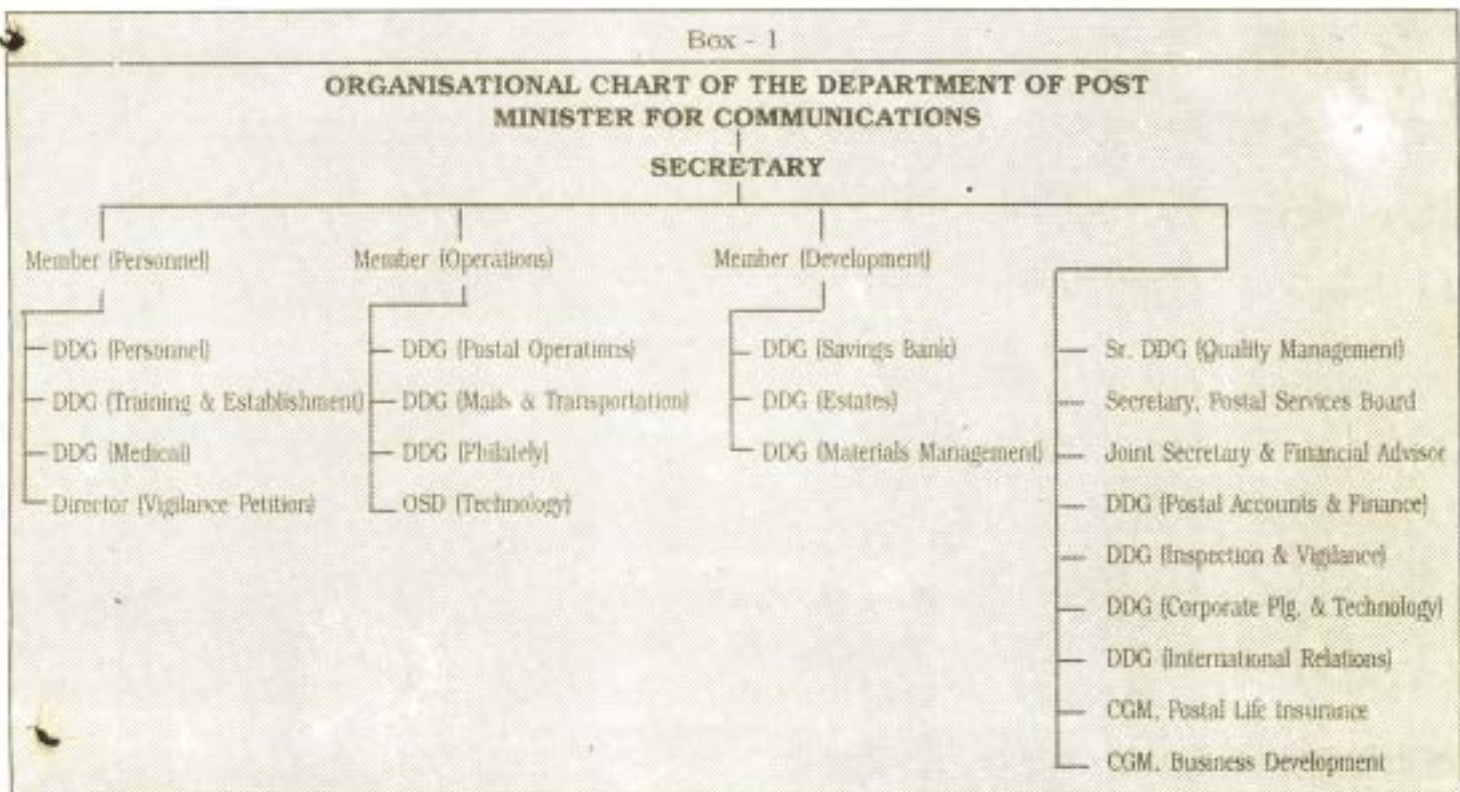 Box - 1
ORGANISATIONAL CHART OF THE DEPARTMENT OF POST
MINISTER FOR COMMUNICATIONS
SECRETARY
Member (Personnel)
DDG (Personnel)
DDG (Training & Establishment)
DDG (Medical)
Director (Vigilance Petition)
Member (Operations)
DDG (Postal Operations)
DDG (Mails & Transportation)
DDG (Philately)
OSD (Technology)
Member (Development)
DDG (Savings Bank)
DDG (Estates)
DDG (Materials Management)
Sr. DDG (Quality Management)
Secretary, Postal Services Board
Joint Secretary & Financial Advisor
DDG (Postal Accounts & Finance)
DDG (Inspection & Vigilance)
DDG (Corporate Plg. & Technology)
DDG (International Relations)
CGM, Postal Life Insurance
CGM, Business Development